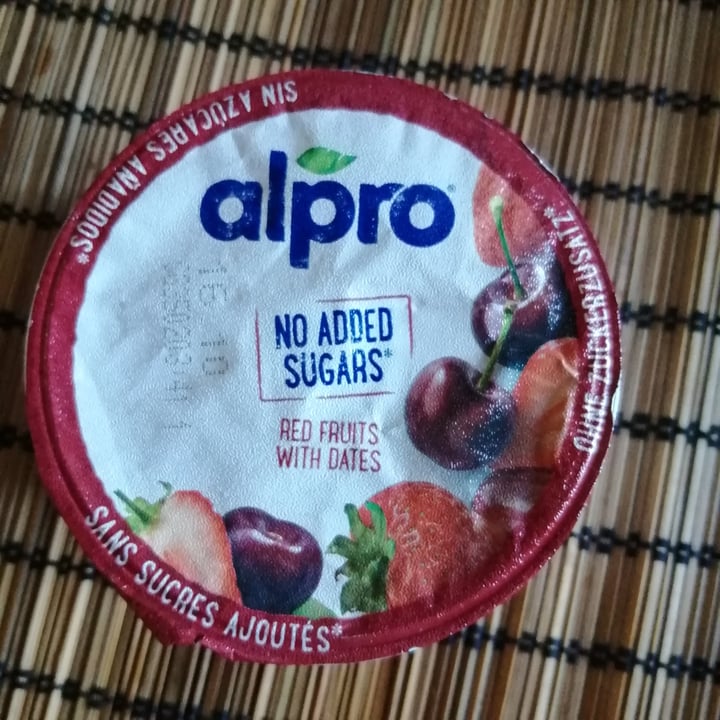 alpro
NO ADDED
SUGARS*
RED FRUITS
WITH DATES
SIN AZÚCARES AÑADIDOS*
OHNE ZUCKERZUSATZ*
SANS SUCRES AJOUTÉS*